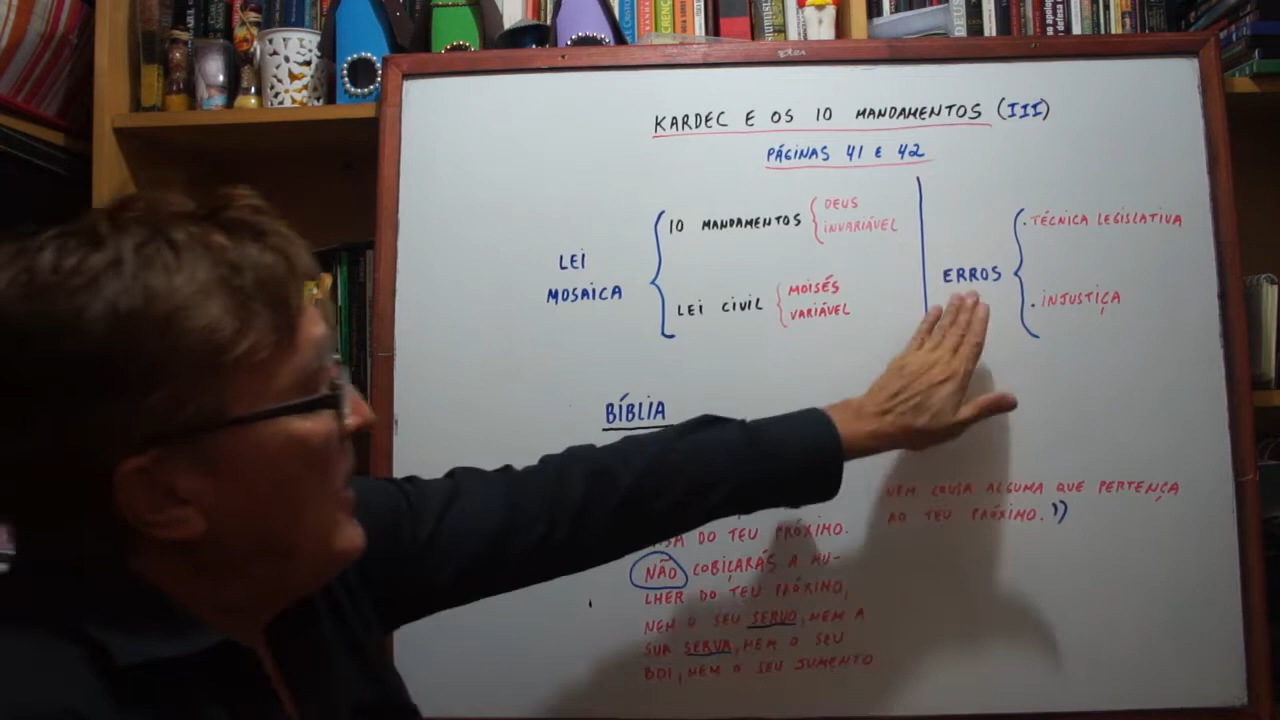 KARDEC E OS 10 MANDAMENTOS (III)
PÁGINAS 41 E 42
LEI
MOSAICA
10 MANDAMENTOS
DEUS
INVARIÁVEL
LEI CIVIL
MOISÉS
VARIÁVEL
ERROS
. TÉCNICA LEGISLATIVA
. INJUSTIÇA
BÍBLIA
DO TEU PRÓXIMO.
NÃO COBIÇARÁS A MU-
LHER DO TEU PRÓXIMO,
NEM O SEU SERVO, NEM A
SUA SERVA, NEM O SEU
BOI, NEM O SEU JUMENTO
NEM COUSA ALGUMA QUE PERTENÇA
AO TEU PRÓXIMO.")